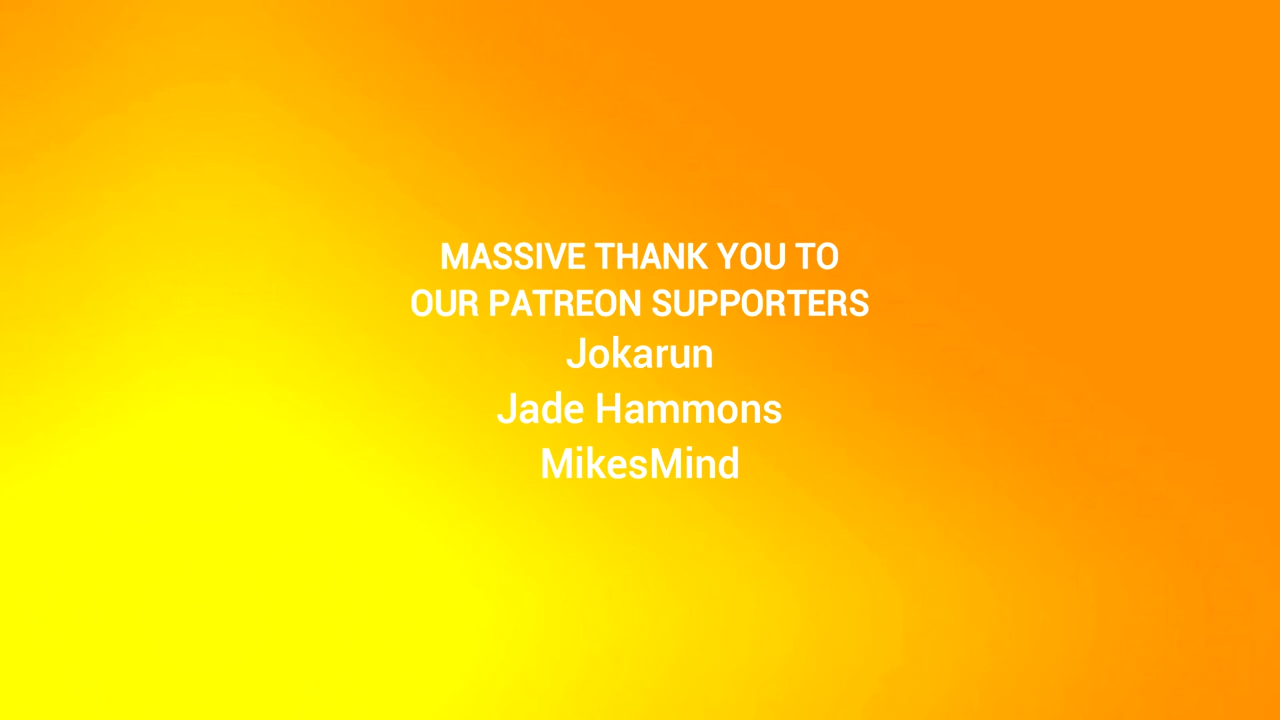 MASSIVE THANK YOU TO
OUR PATREON SUPPORTERS
Jokarun
Jade Hammons
MikesMind